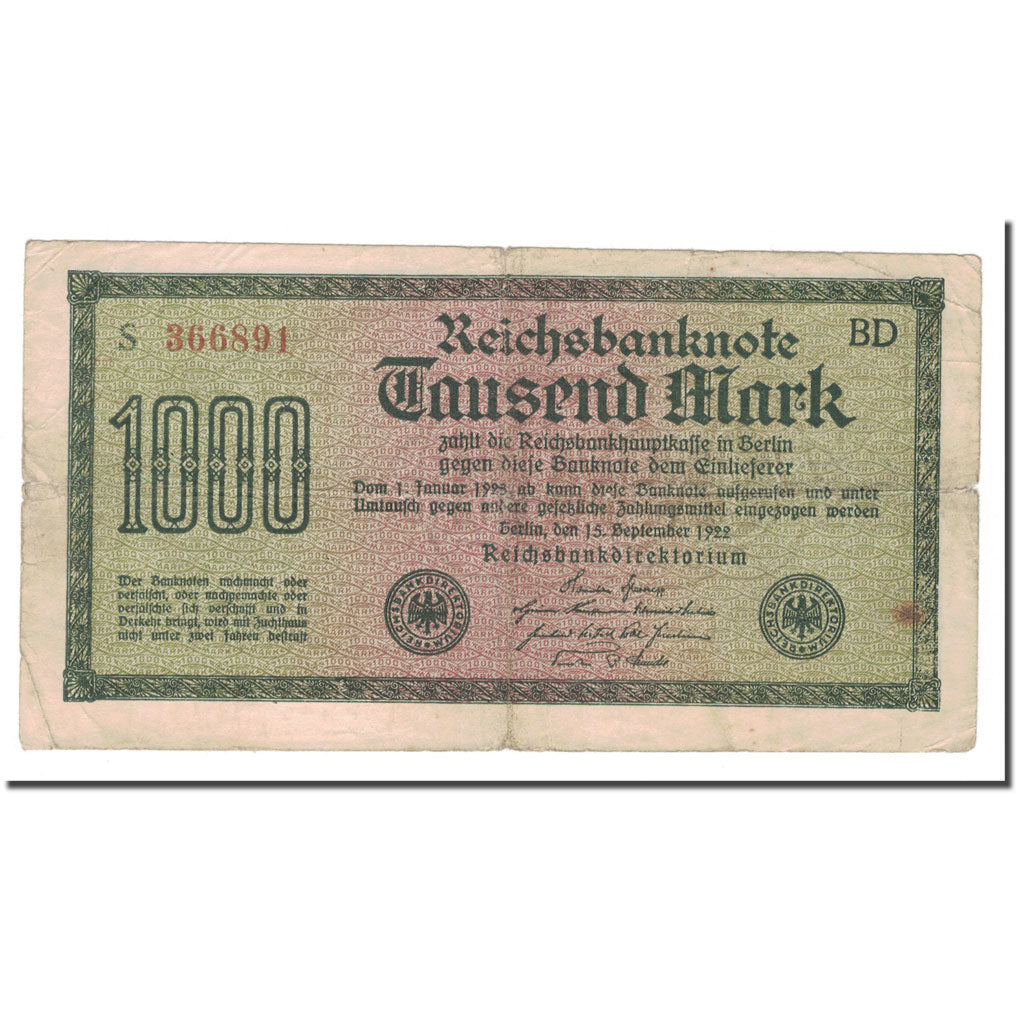 S 366891
BD
Reichsbanknote
Tausend Mark
1000
zahlt die Reichsbankhauptkasse in Berlin
gegen diese Banknote dem Einlieferer
Vom 1. Januar 1923 ab kann diese Banknote aufgerufen und unter
Umtausch gegen andere gesetzliche Zahlungsmittel eingezogen werden
Berlin, den 15. September 1922
Reichsbankdirektorium
Wer Banknoten nachmacht oder
verfälscht, oder nachgemachte oder
verfälschte sich verschafft und in
Verkehr bringt, wird mit Zuchthaus
nicht unter zwei Jahren bestraft
REICHSBANKDIREKTORIUM
REICHSBANKDIREKTORIUM